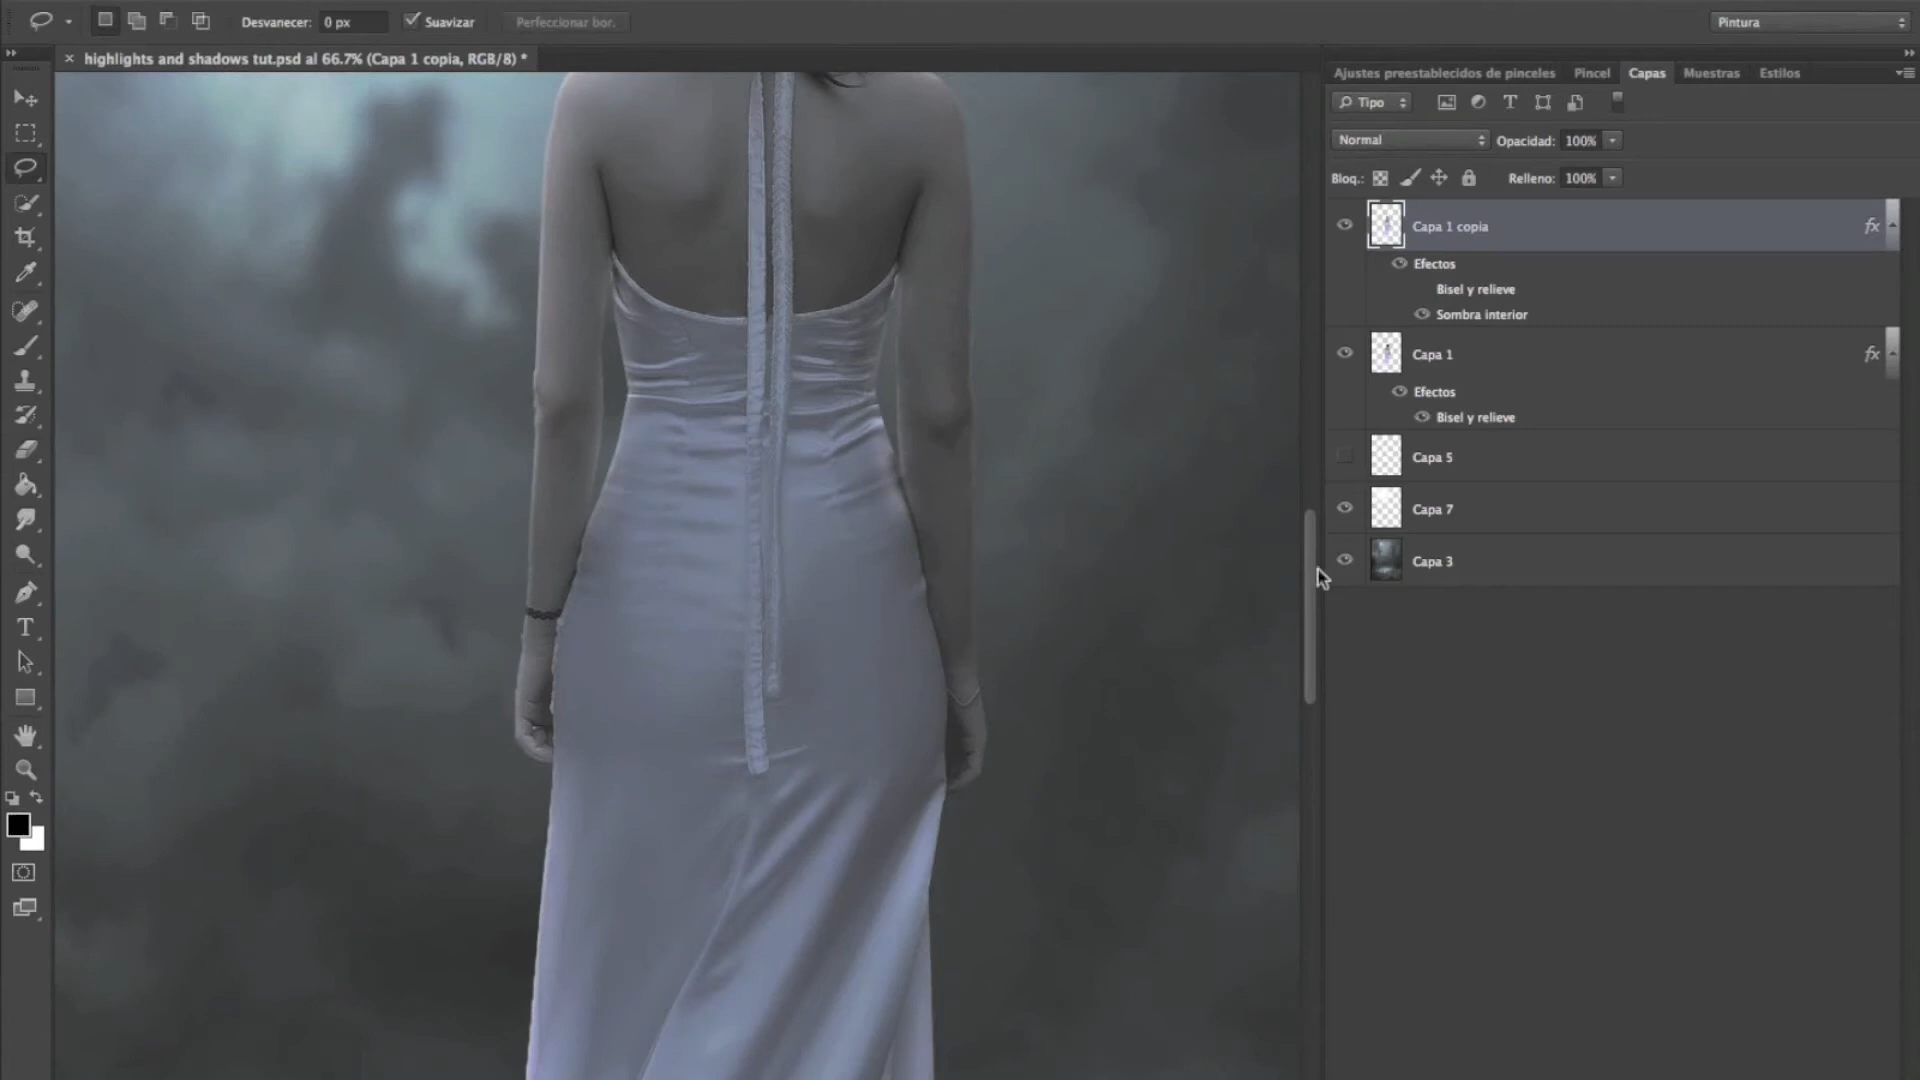 Desvanecer: 0 px Suavizar Perfeccionar bor. Pintura
× highlights and shadows tut.psd al 66.7% (Capa 1 copia, RGB/8) *
Ajustes preestablecidos de pinceles Pincel Capas Muestras Estilos
Tipo
Normal Opacidad: 100%
Bloq.: Relleno: 100%
Capa 1 copia fx
Efectos
Bisel y relieve
Sombra interior
Capa 1 fx
Efectos
Bisel y relieve
Capa 5
Capa 7
Capa 3